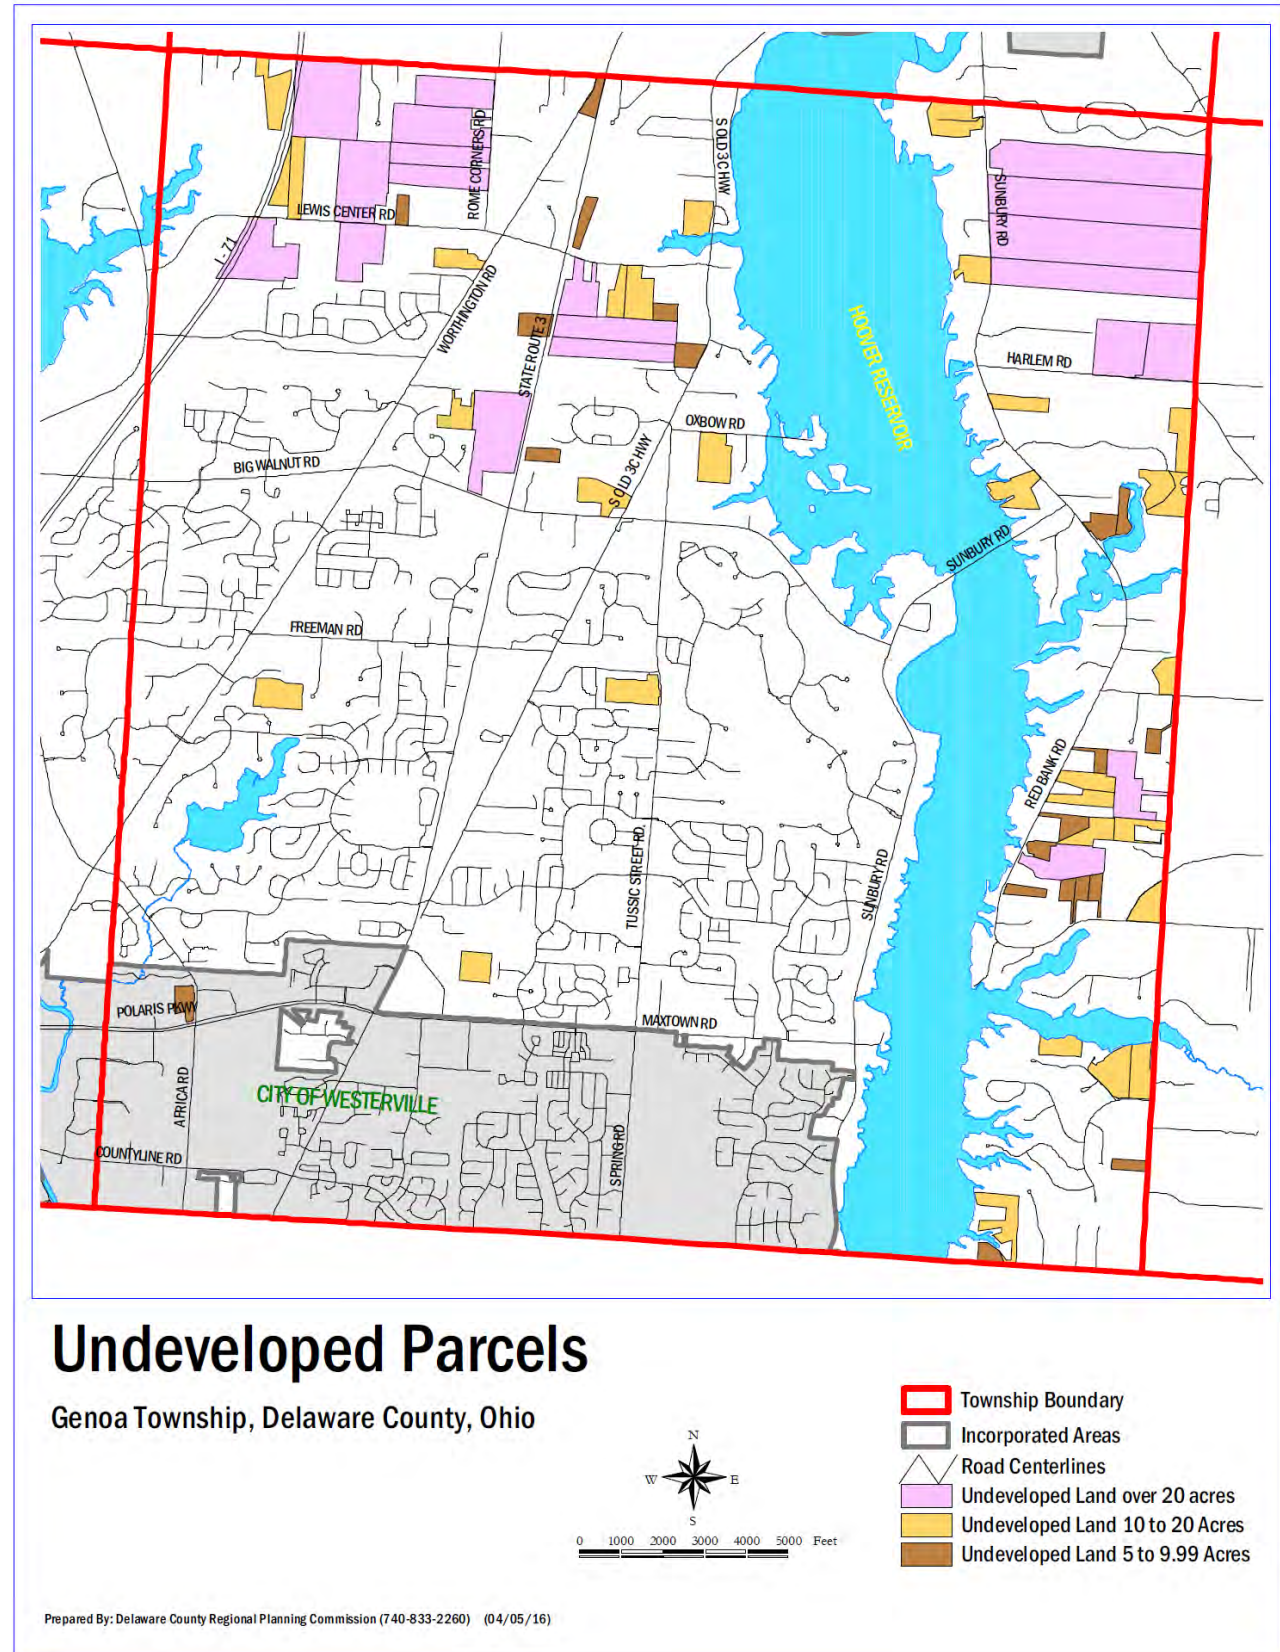 S OLD 3C HWY
ROME CORNERS RD
SUNBURY RD
LEWIS CENTER RD
I - 71
WORTHINGTON RD
HOOVER RESERVOIR
STATE ROUTE 3
HARLEM RD
OXBOW RD
S OLD 3C HWY
BIG WALNUT RD
SUNBURY RD
FREEMAN RD
RED BANK RD
TUSSIC STREET RD.
SUNBURY RD
POLARIS PKWY
MAXTOWN RD
AFRICA RD
CITY OF WESTERVILLE
SPRING RD
COUNTYLINE RD
Undeveloped Parcels
Genoa Township, Delaware County, Ohio
N
W E
S
0 1000 2000 3000 4000 5000 Feet
Township Boundary
Incorporated Areas
Road Centerlines
Undeveloped Land over 20 acres
Undeveloped Land 10 to 20 Acres
Undeveloped Land 5 to 9.99 Acres
Prepared By: Delaware County Regional Planning Commission (740-833-2260) (04/05/16)